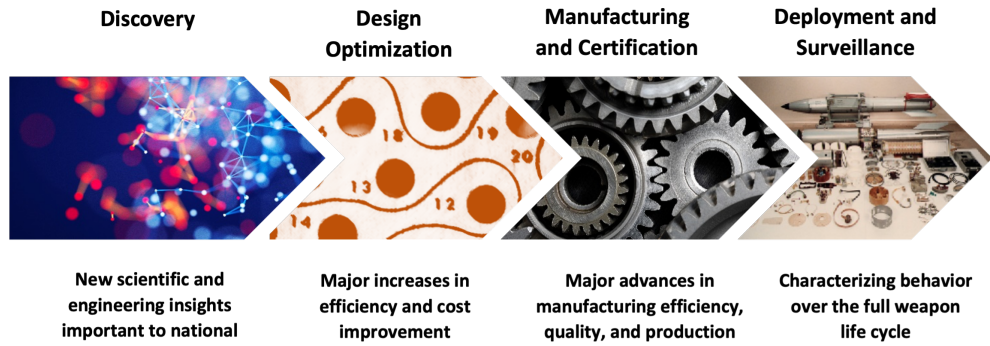 Discovery
Design
Optimization
Manufacturing
and Certification
Deployment and
Surveillance
18
19
20
13
12
14
New scientific and
engineering insights
important to national
Major increases in
efficiency and cost
improvement
Major advances in
manufacturing efficiency,
quality, and production
Characterizing behavior
over the full weapon
life cycle